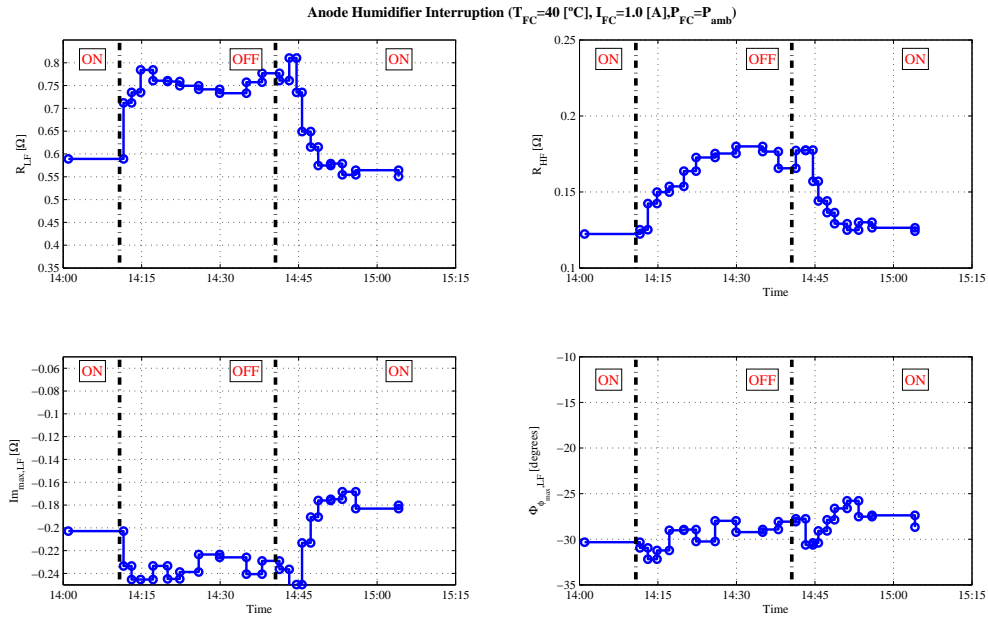 Anode Humidifier Interruption (T_FC=40 [ºC], I_FC=1.0 [A],P_FC=P_amb)
ON OFF ON
0.8
0.75
0.7
0.65
0.6
0.55
0.5
0.45
0.4
0.35
R_LF [Ω]
14:00 14:15 14:30 14:45 15:00 15:15
ON OFF ON
0.25
0.2
0.15
0.1
R_HF [Ω]
14:00 14:15 14:30 14:45 15:00 15:15
Time
ON OFF ON
−0.06
−0.08
−0.1
−0.12
−0.14
−0.16
−0.18
−0.2
−0.22
−0.24
Im_max,LF [Ω]
14:00 14:15 14:30 14:45 15:00 15:15
Time
ON OFF ON
−10
−15
−20
−25
−30
−35
Φ_ϕ_max,LF [degrees]
14:00 14:15 14:30 14:45 15:00 15:15
Time